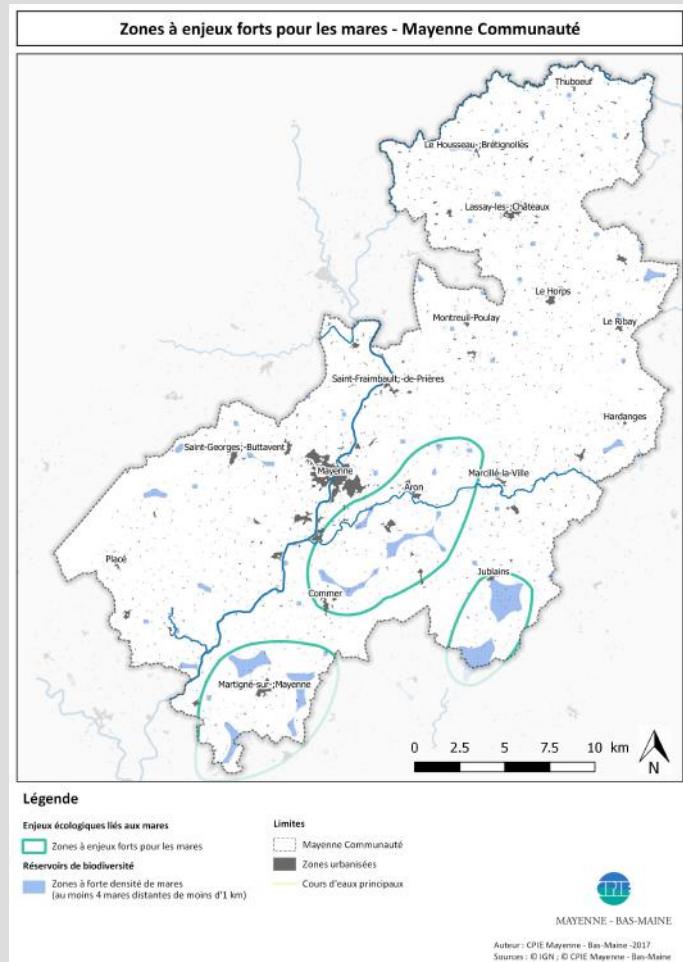 Zones à enjeux forts pour les mares - Mayenne Communauté
Thuboeuf
Le Housseau-;Brétignolles
Lassay-les-;Châteaux
Le Horps
Montreuil-Poulay
Le Ribay
Saint-Fraimbault;-de-Prières
Hardanges
Saint-Georges;-Buttavent
Mayenne
Marcillé-la-Ville
Aron
Placé
Jublains
Commer
Martigné-sur-;Mayenne
0 2.5 5 7.5 10 km
N
Légende
Enjeux écologiques liés aux mares
Zones à enjeux forts pour les mares
Réservoirs de biodiversité
Zones à forte densité de mares
(au moins 4 mares distantes de moins d'1 km)
Limites
Mayenne Communauté
Zones urbanisées
Cours d'eaux principaux
CPIE
MAYENNE - BAS-MAINE
Auteur : CPIE Mayenne - Bas-Maine -2017
Sources : © IGN ; © CPIE Mayenne - Bas-Maine